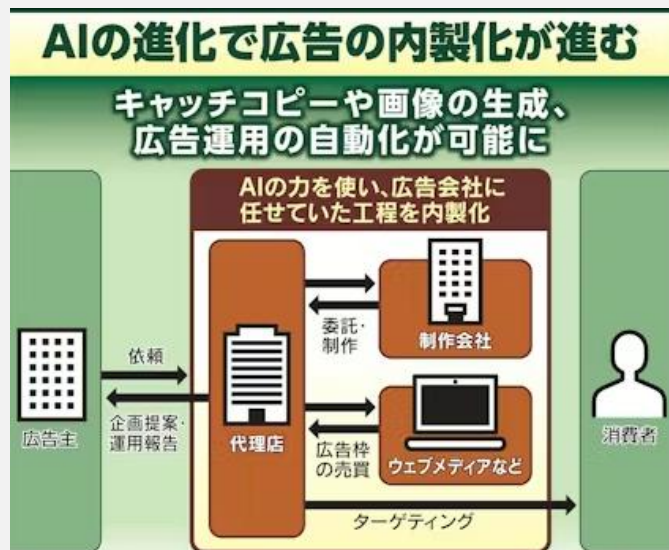 AIの進化で広告の内製化が進む
キャッチコピーや画像の生成、
広告運用の自動化が可能に
AIの力を使い、広告会社に
任せていた工程を内製化
委託・
制作
制作会社
依頼
企画提案・
運用報告
広告主
代理店
広告枠
の売買
ウェブメディアなど
消費者
ターゲティング